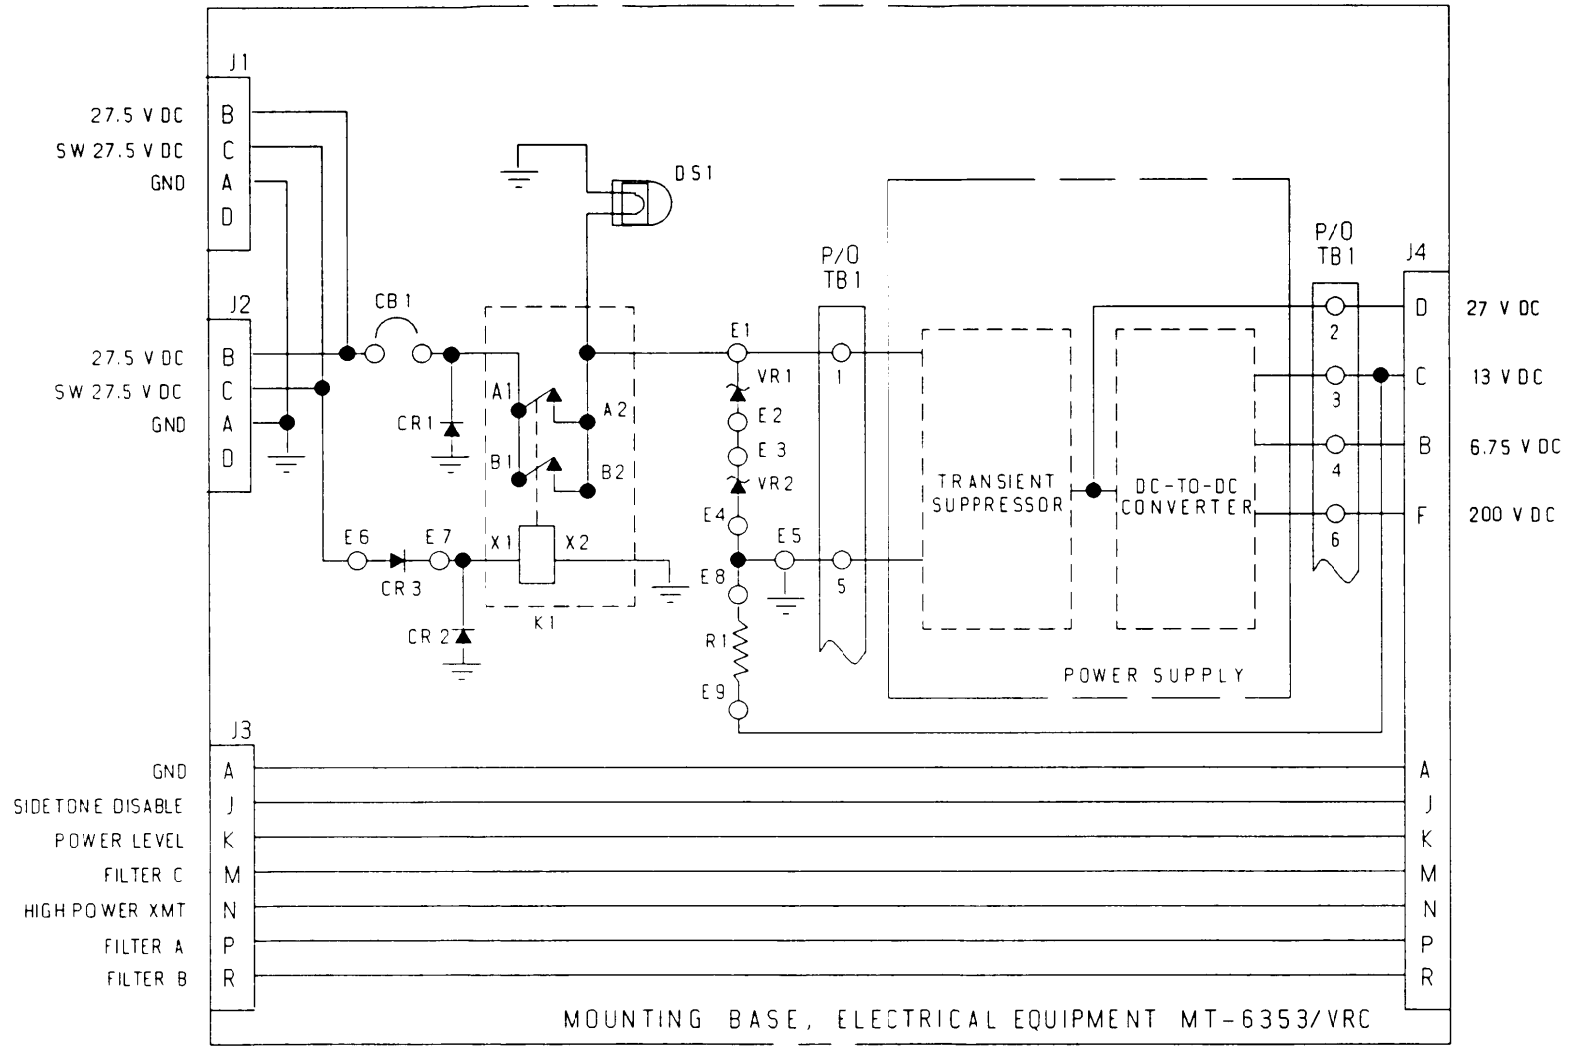 J1
27.5 V DC B
SW 27.5 V DC C
GND A
D
DS1
J2
CB1
27.5 V DC B
SW 27.5 V DC C
GND A
D
CR1
A1
A2
B1
B2
E6
E7
CR3
CR2
X1
X2
K1
E1
VR1
E2
E3
VR2
E4
E5
E8
R1
E9
P/O
TB1
1
5
TRANSIENT
SUPPRESSOR
DC-TO-DC
CONVERTER
POWER SUPPLY
P/O
TB1
2
3
4
6
J4
D 27 V DC
C 13 V DC
B 6.75 V DC
F 200 V DC
J3
GND A A
SIDETONE DISABLE J J
POWER LEVEL K K
FILTER C M M
HIGH POWER XMT N N
FILTER A P P
FILTER B R R
MOUNTING BASE, ELECTRICAL EQUIPMENT MT-6353/VRC